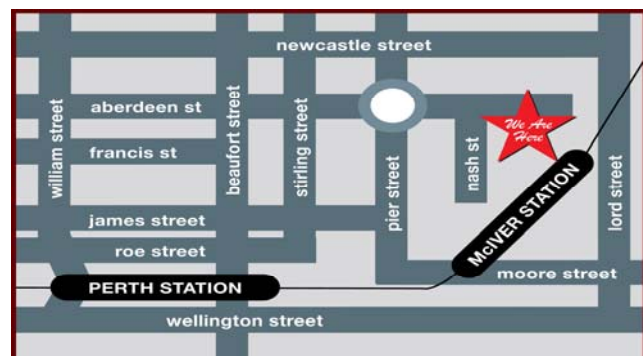 newcastle street
aberdeen st
We Are
Here
francis st
william street
beaufort street
stirling street
pier street
nash st
lord street
james street
roe street
McIVER STATION
moore street
PERTH STATION
wellington street